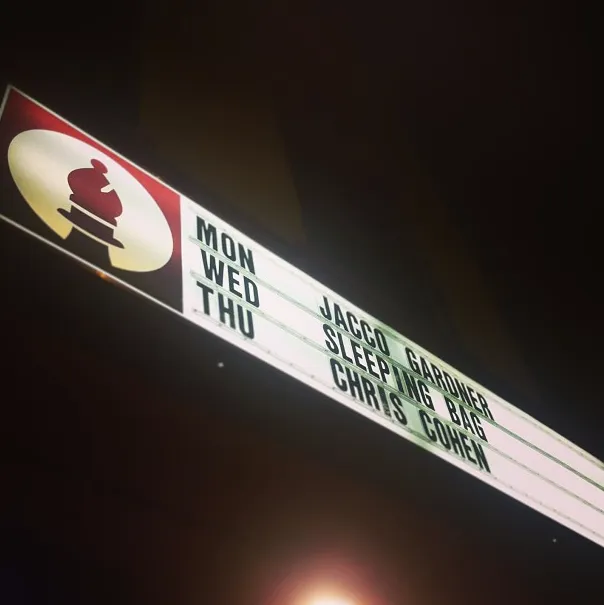 MON JACCO GARDNER
WED SLEEPING BAG
THU CHRIS COHEN